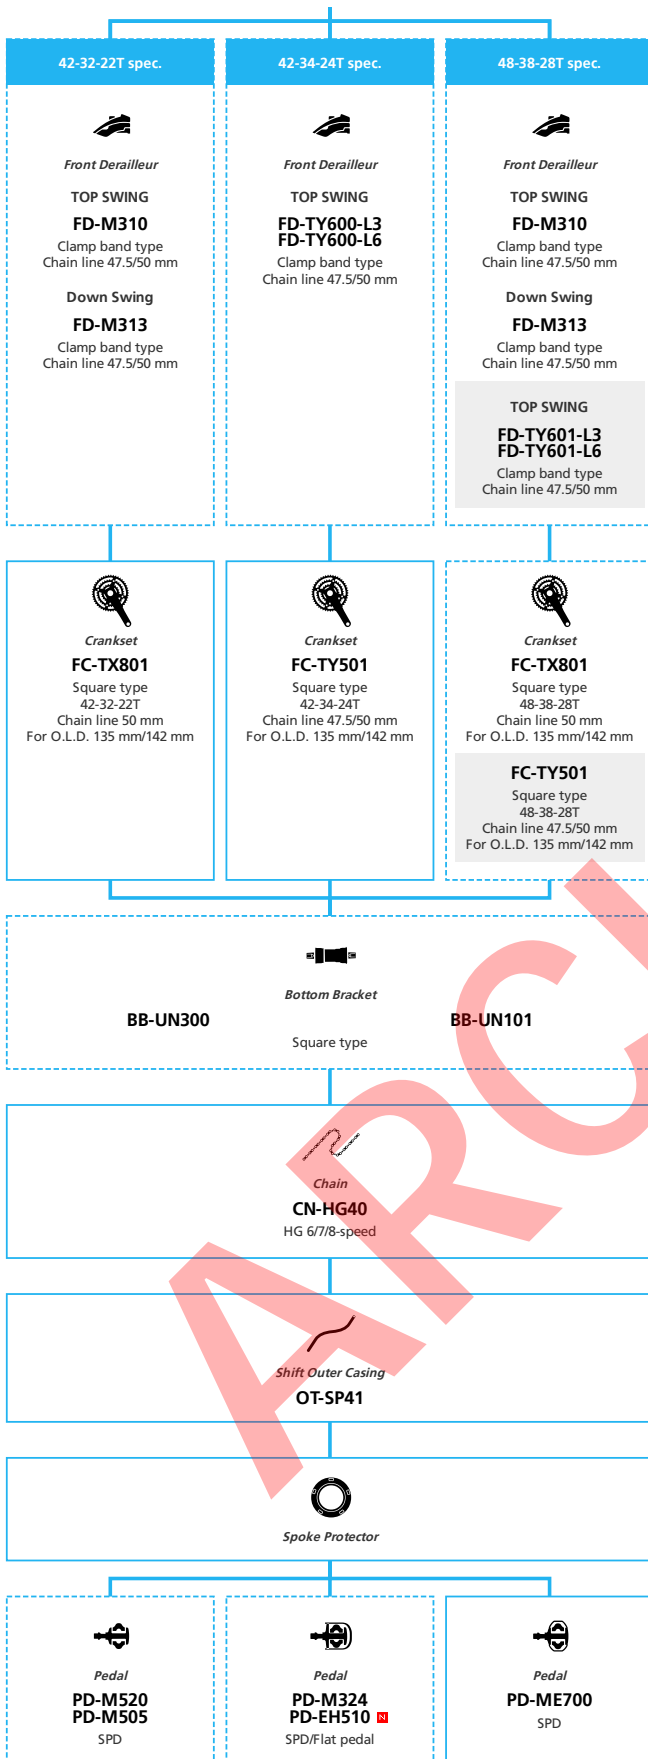 42-32-22T spec.
42-34-24T spec.
48-38-28T spec.
Front Derailleur
TOP SWING
FD-M310
Clamp band type
Chain line 47.5/50 mm
Down Swing
FD-M313
Clamp band type
Chain line 47.5/50 mm
Front Derailleur
TOP SWING
FD-TY600-L3
FD-TY600-L6
Clamp band type
Chain line 47.5/50 mm
Front Derailleur
TOP SWING
FD-M310
Clamp band type
Chain line 47.5/50 mm
Down Swing
FD-M313
Clamp band type
Chain line 47.5/50 mm
TOP SWING
FD-TY601-L3
FD-TY601-L6
Clamp band type
Chain line 47.5/50 mm
Crankset
FC-TX801
Square type
42-32-22T
Chain line 50 mm
For O.L.D. 135 mm/142 mm
Crankset
FC-TY501
Square type
42-34-24T
Chain line 47.5/50 mm
For O.L.D. 135 mm/142 mm
Crankset
FC-TX801
Square type
48-38-28T
Chain line 50 mm
For O.L.D. 135 mm/142 mm
FC-TY501
Square type
48-38-28T
Chain line 47.5/50 mm
For O.L.D. 135 mm/142 mm
Bottom Bracket
BB-UN300
BB-UN101
Square type
Chain
CN-HG40
HG 6/7/8-speed
Shift Outer Casing
OT-SP41
Spoke Protector
Pedal
PD-M520
PD-M505
SPD
Pedal
PD-M324
PD-EH510 N
SPD/Flat pedal
Pedal
PD-ME700
SPD